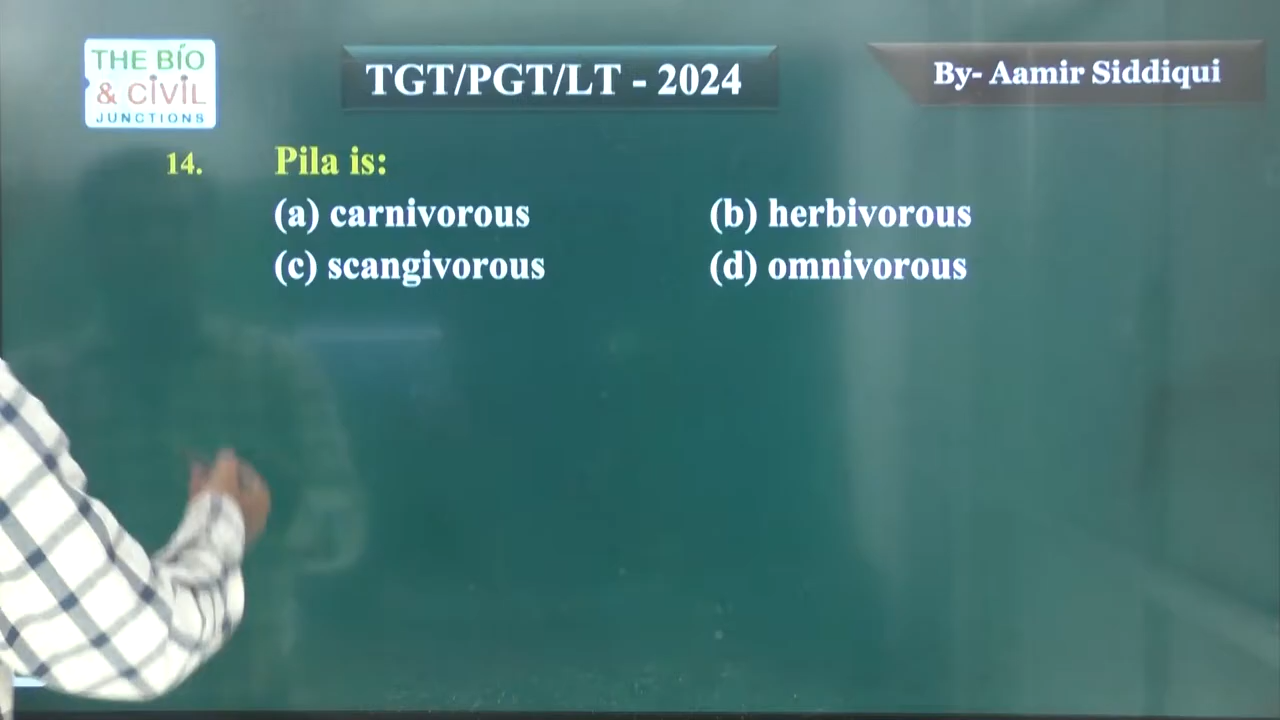 THE BIO
& CIVIL
JUNCTIONS
TGT/PGT/LT - 2024
By- Aamir Siddiqui
14. Pila is:
(a) carnivorous (b) herbivorous
(c) scangivorous (d) omnivorous